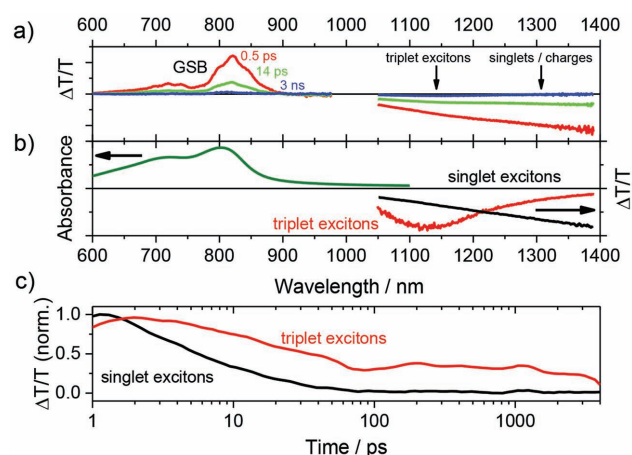 600 700 800 900 1000 1100 1200 1300 1400
a)
ΔT/T
GSB
0.5 ps
14 ps
3 ns
triplet excitons
singlets / charges
b)
Absorbance
singlet excitons
triplet excitons
ΔT/T
600 700 800 900 1000 1100 1200 1300 1400
Wavelength / nm
c)
ΔT/T (norm.)
1.0
0.5
0.0
triplet excitons
singlet excitons
1 10 100 1000
Time / ps